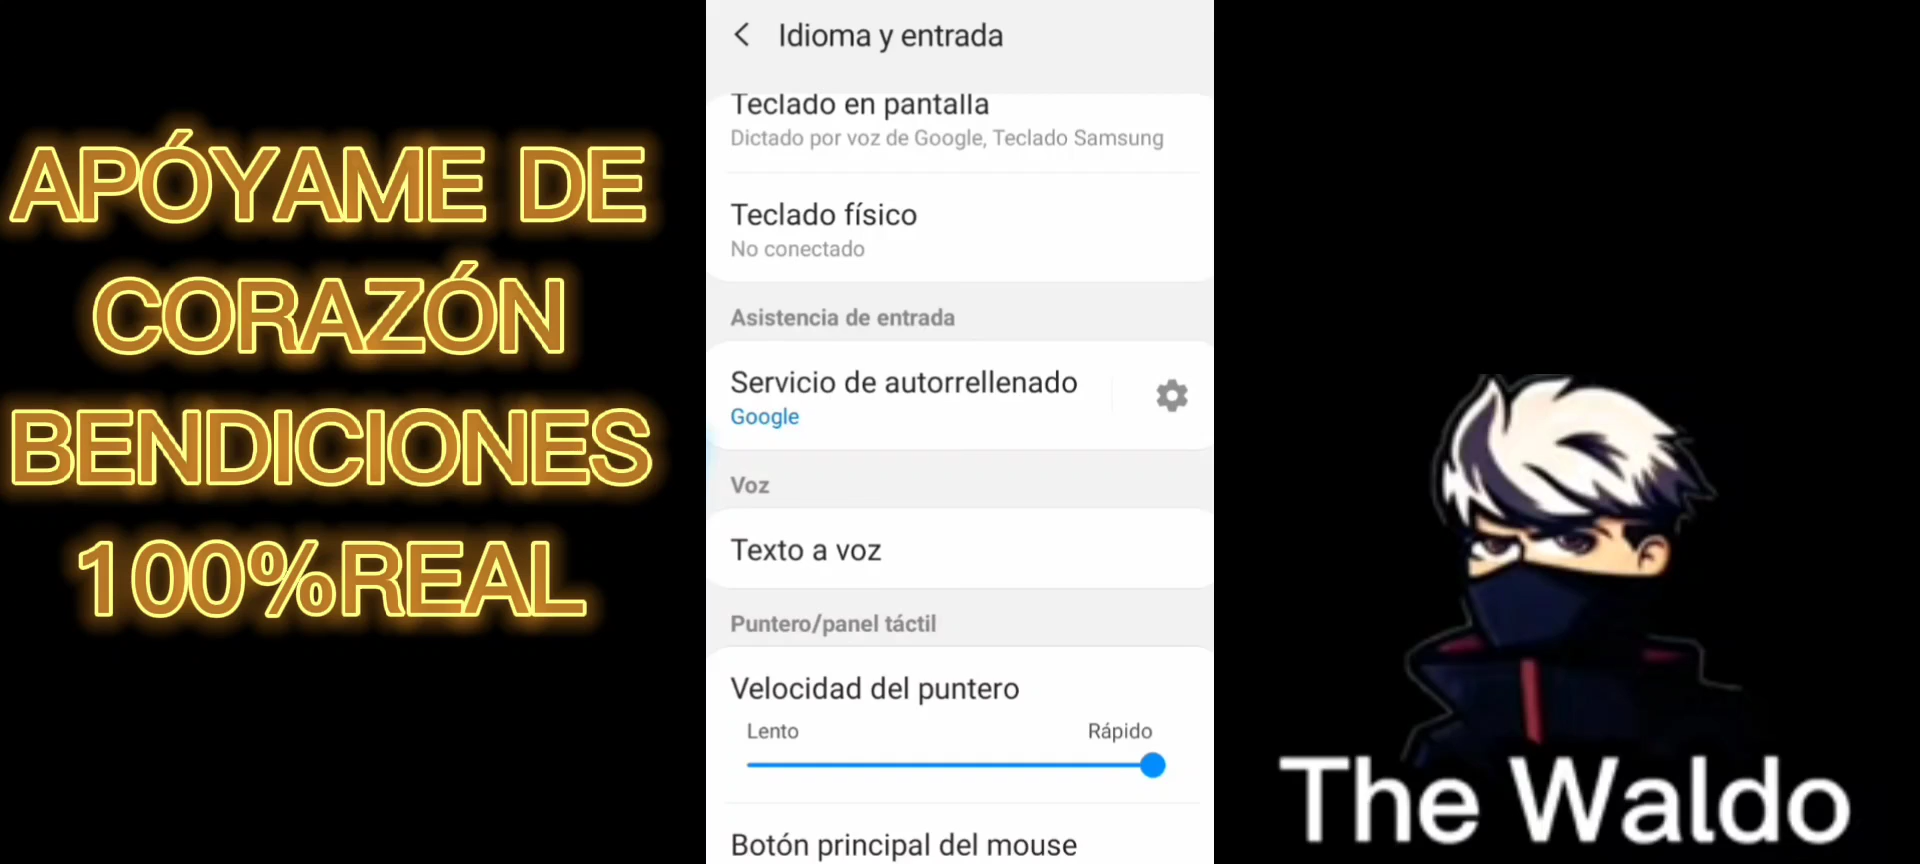 APÓYAME DE
CORAZÓN
BENDICIONES
100%REAL
Idioma y entrada
Teclado en pantalla
Dictado por voz de Google, Teclado Samsung
Teclado físico
No conectado
Asistencia de entrada
Servicio de autorrellenado
Google
Voz
Texto a voz
Puntero/panel táctil
Velocidad del puntero
Lento Rápido
Botón principal del mouse
The Waldo